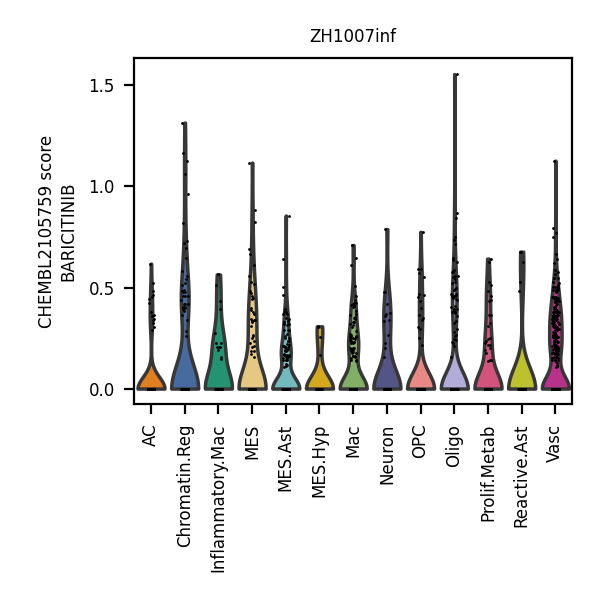 ZH1007inf
CHEMBL2105759 score
BARICITINIB
1.5
1.0
0.5
0.0
AC
Chromatin.Reg
Inflammatory.Mac
MES
MES.Ast
MES.Hyp
Mac
Neuron
OPC
Oligo
Prolif.Metab
Reactive.Ast
Vasc